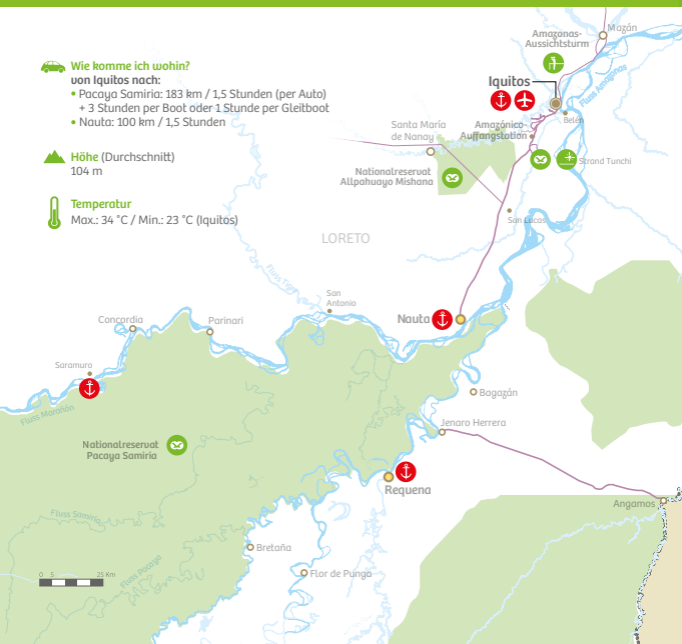 Wie komme ich wohin?
von Iquitos nach:
• Pacaya Samiria: 183 km / 1,5 Stunden (per Auto)
+ 3 Stunden per Boot oder 1 Stunde per Gleitboot
• Nauta: 100 km / 1,5 Stunden
Höhe (Durchschnitt)
104 m
Temperatur
Max.: 34 °C / Min.: 23 °C (Iquitos)
Amazonas-
Aussichtsturm
Mazán
Iquitos
Fluss Amazonas
Belén
Santa María
de Nanay
Amazónico-
Auffangstation
Strand Tunchi
Nationalreservat
Allpahuayo Mishana
San Lucas
LORETO
Fluss Tigre
San
Antonio
Nauta
Concordia
Parinari
Saramuro
Fluss Marañón
Bagazán
Jenaro Herrera
Nationalreservat
Pacaya Samiria
Requena
Angamos
Fluss Samiria
Bretaña
Fluss Pacaya
Flor de Punga
0 5 25 Km